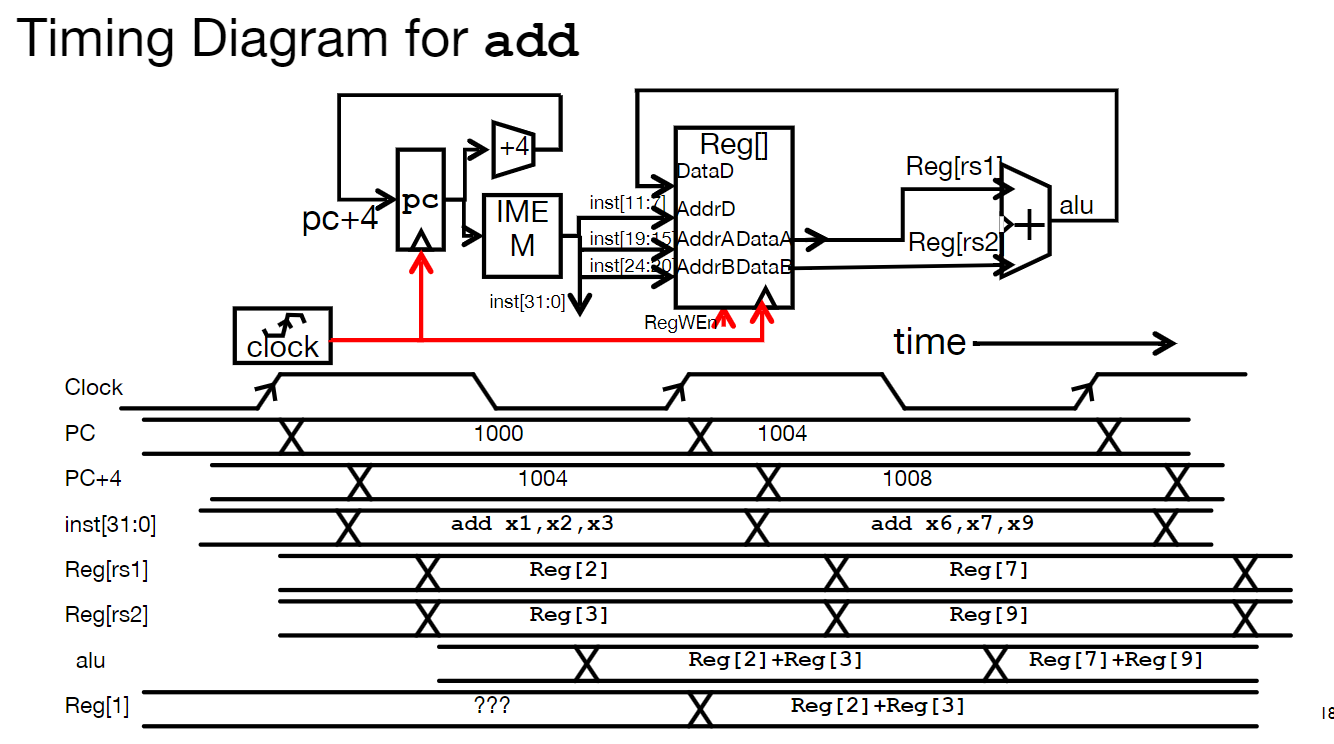 Timing Diagram for add
+4
pc
pc+4
IME
M
inst[11:7]
inst[19:15]
inst[24:20]
inst[31:0]
Reg[]
DataD
AddrD
AddrA DataA
AddrB DataB
RegWEn
Reg[rs1]
Reg[rs2
+
alu
clock
time
Clock
PC 1000 1004
PC+4 1004 1008
inst[31:0] add x1,x2,x3 add x6,x7,x9
Reg[rs1] Reg[2] Reg[7]
Reg[rs2] Reg[3] Reg[9]
alu Reg[2]+Reg[3] Reg[7]+Reg[9]
Reg[1] ??? Reg[2]+Reg[3]
18